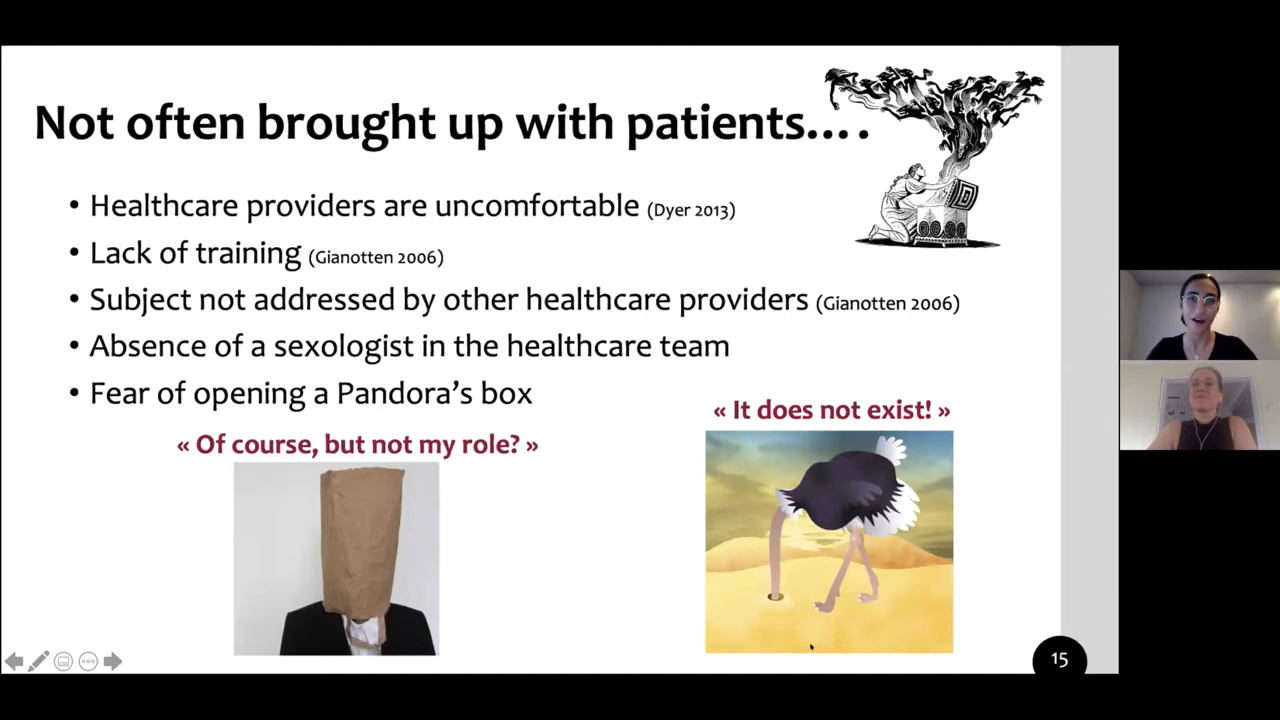 Not often brought up with patients….
• Healthcare providers are uncomfortable (Dyer 2013)
• Lack of training (Gianotten 2006)
• Subject not addressed by other healthcare providers (Gianotten 2006)
• Absence of a sexologist in the healthcare team
• Fear of opening a Pandora’s box
« Of course, but not my role? »
« It does not exist! »
15